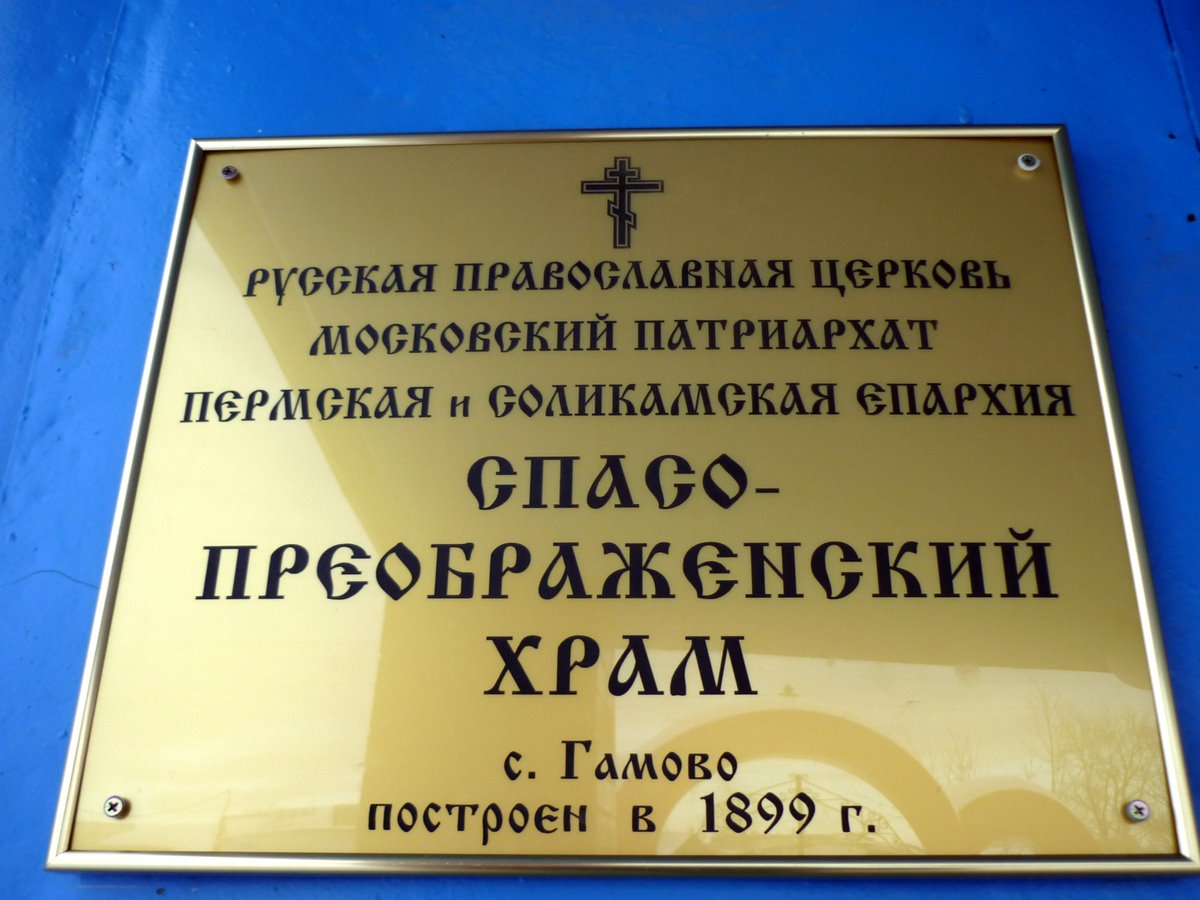 РУССКАЯ ПРАВОСЛАВНАЯ ЦЕРКОВЬ
МОСКОВСКИЙ ПАТРИАРХАТ
ПЕРМСКАЯ и СОЛИКАМСКАЯ ЕПАРХИЯ
СПАСО-
ПРЕОБРАЖЕНСКИЙ
ХРАМ
с. Гамово
построен в 1899 г.